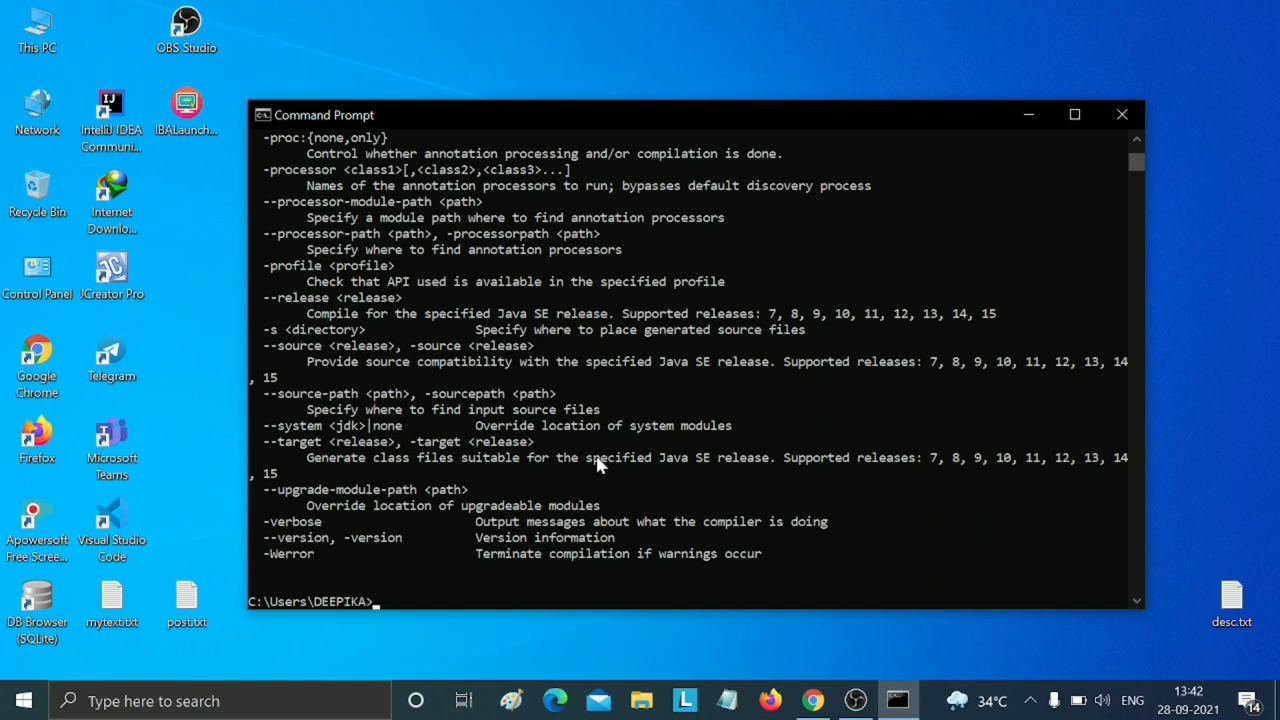 This PC
OBS Studio
Network
IntelliJ IDEA
Communi...
IBALaunch...
Recycle Bin
Internet
Downlo...
Control Panel
JCreator Pro
Google
Chrome
Telegram
Firefox
Microsoft
Teams
Apowersoft
Free Scree...
Visual Studio
Code
DB Browser
(SQLite)
mytext.txt
post.txt
desc.txt
Command Prompt
-proc:{none,only}
Control whether annotation processing and/or compilation is done.
-processor <class1>[,<class2>,<class3>...]
Names of the annotation processors to run; bypasses default discovery process
--processor-module-path <path>
Specify a module path where to find annotation processors
--processor-path <path>, -processorpath <path>
Specify where to find annotation processors
-profile <profile>
Check that API used is available in the specified profile
--release <release>
Compile for the specified Java SE release. Supported releases: 7, 8, 9, 10, 11, 12, 13, 14, 15
-s <directory> Specify where to place generated source files
--source <release>, -source <release>
Provide source compatibility with the specified Java SE release. Supported releases: 7, 8, 9, 10, 11, 12, 13, 14
, 15
--source-path <path>, -sourcepath <path>
Specify where to find input source files
--system <jdk>|none Override location of system modules
--target <release>, -target <release>
Generate class files suitable for the specified Java SE release. Supported releases: 7, 8, 9, 10, 11, 12, 13, 14
, 15
--upgrade-module-path <path>
Override location of upgradeable modules
-verbose Output messages about what the compiler is doing
--version, -version Version information
-Werror Terminate compilation if warnings occur
C:\Users\DEEPIKA>
Type here to search
34°C
ENG
13:42
28-09-2021
14